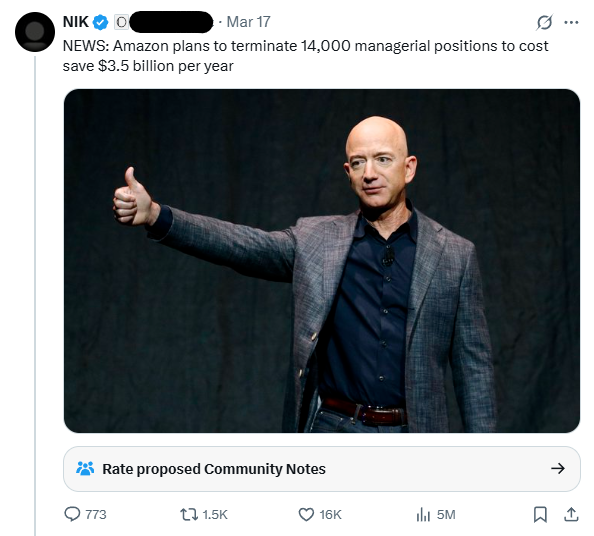 NIK · Mar 17
NEWS: Amazon plans to terminate 14,000 managerial positions to cost
save $3.5 billion per year
Rate proposed Community Notes
773 1.5K 16K 5M